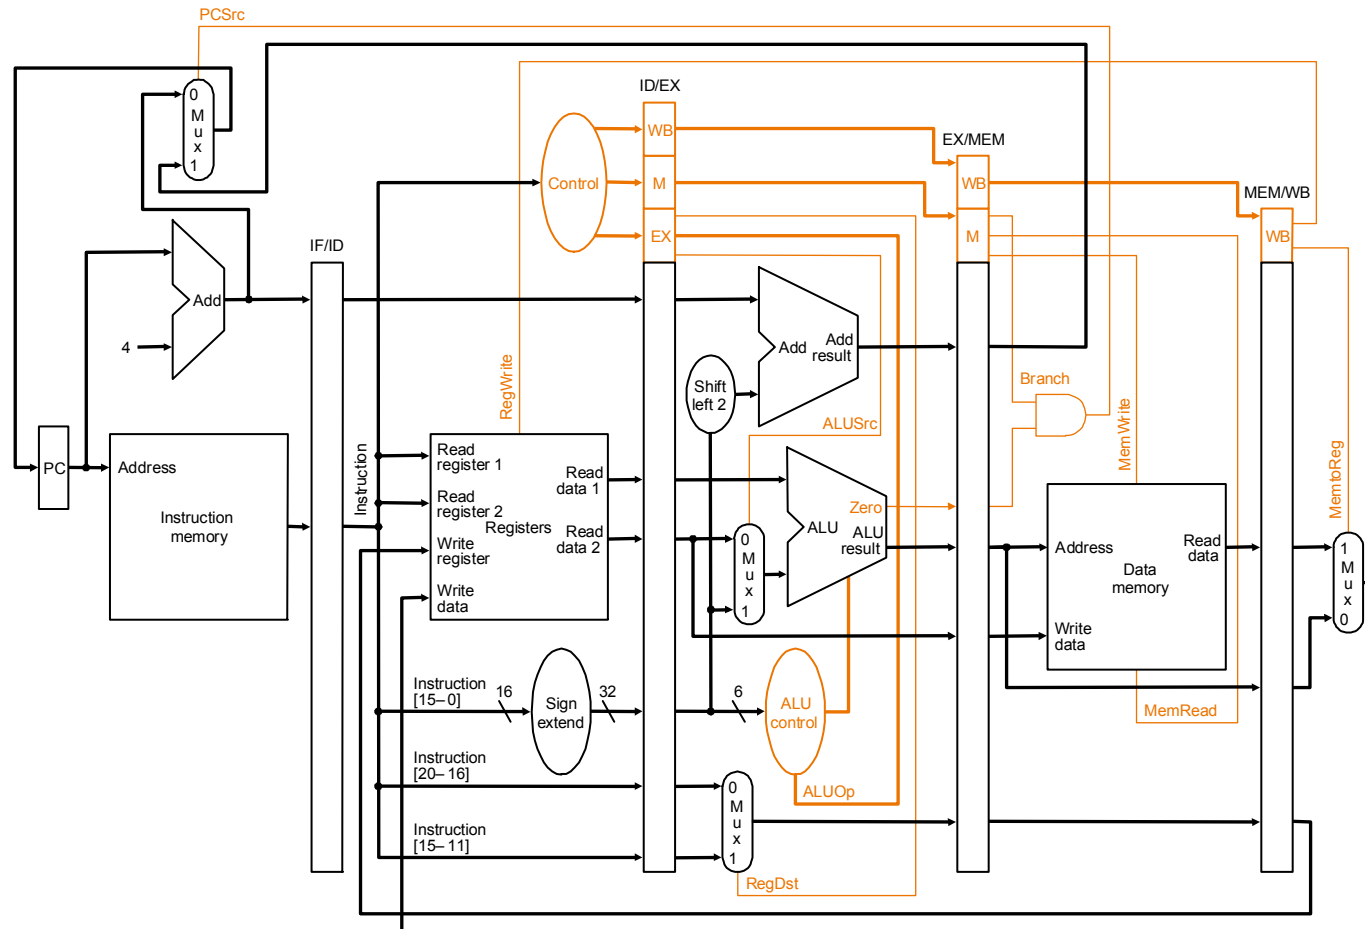 PCSrc
ID/EX
0
M
u
x
1
WB
EX/MEM
Control
M
WB
MEM/WB
EX
M
WB
IF/ID
Add
4
Add
Add
result
Shift
left 2
Branch
RegWrite
ALUSrc
MemWrite
MemtoReg
PC
Address
Instruction
memory
Instruction
Read
register 1
Read
register 2
Registers
Write
register
Write
data
Read
data 1
Read
data 2
0
M
u
x
1
Zero
ALU
ALU
result
Address
Read
data
Data
memory
Write
data
1
M
u
x
0
Instruction
[15–0]
16
Sign
extend
32
6
ALU
control
MemRead
Instruction
[20–16]
0
M
u
x
1
ALUOp
Instruction
[15–11]
RegDst